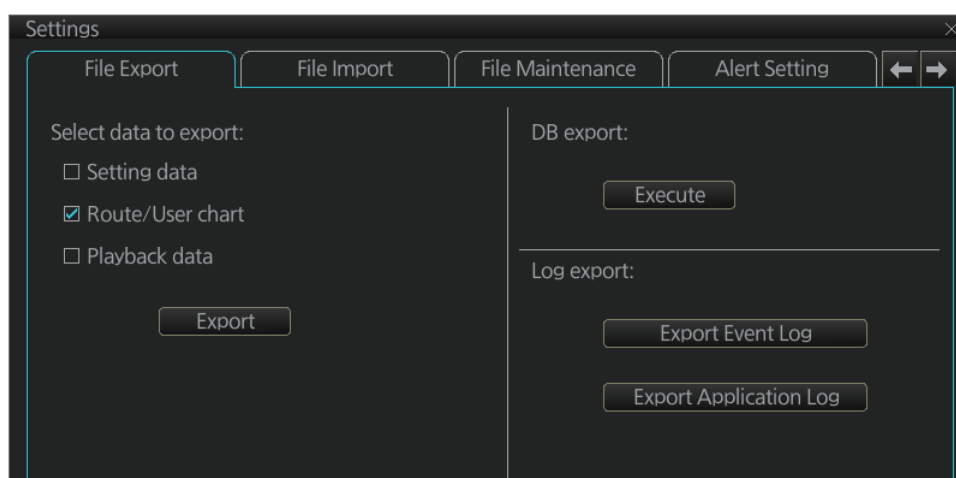 Settings
File Export
File Import
File Maintenance
Alert Setting
Select data to export:
Setting data
Route/User chart
Playback data
Export
DB export:
Execute
Log export:
Export Event Log
Export Application Log